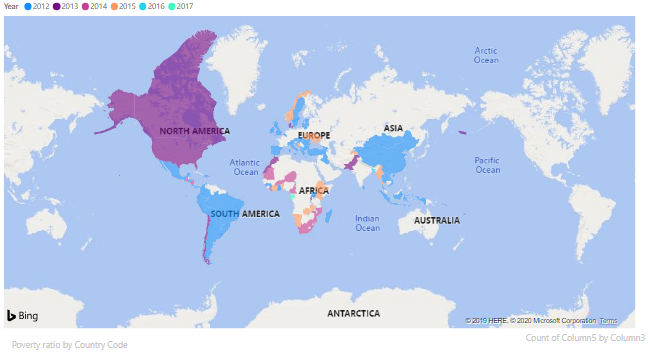 Year 2012 2013 2014 2015 2016 2017
Arctic
Ocean
NORTH AMERICA
EUROPE
ASIA
Atlantic
Ocean
Pacific
Ocean
AFRICA
SOUTH AMERICA
Indian
Ocean
AUSTRALIA
ANTARCTICA
Bing
© 2019 HERE, © 2020 Microsoft Corporation Terms
Count of Column5 by Column3
Poverty ratio by Country Code